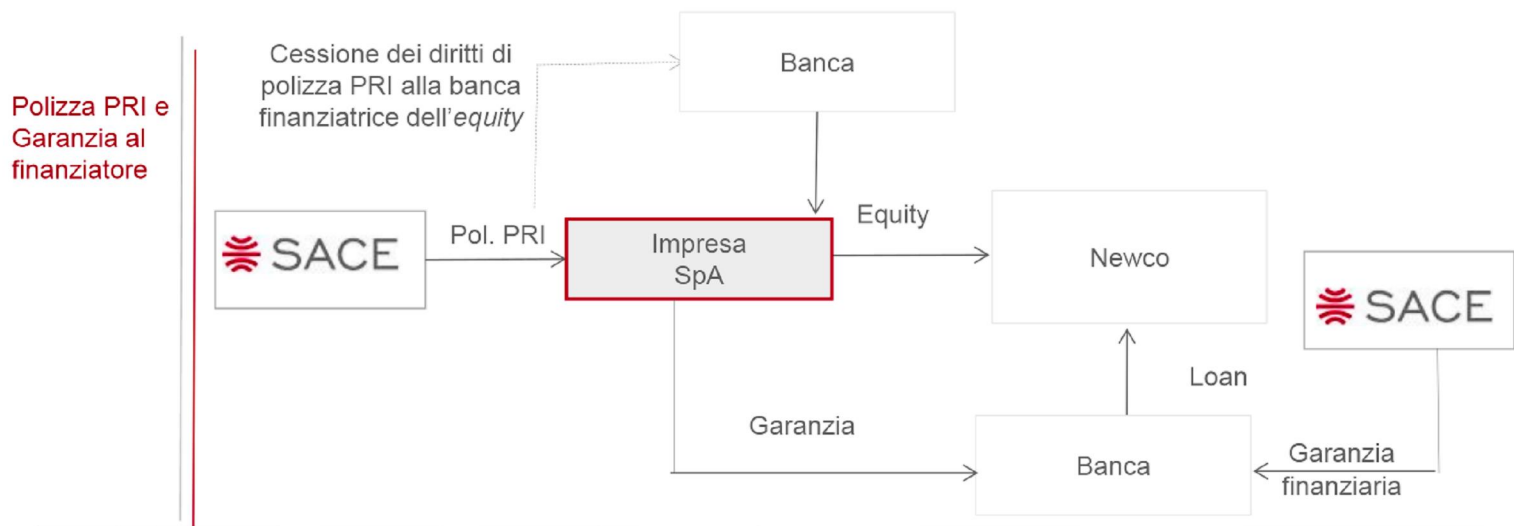 Polizza PRI e
Garanzia al
finanziatore
Cessione dei diritti di
polizza PRI alla banca
finanziatrice dell'equity
Banca
SACE
Pol. PRI
Impresa
SpA
Equity
Newco
SACE
Loan
Garanzia
Banca
Garanzia
finanziaria